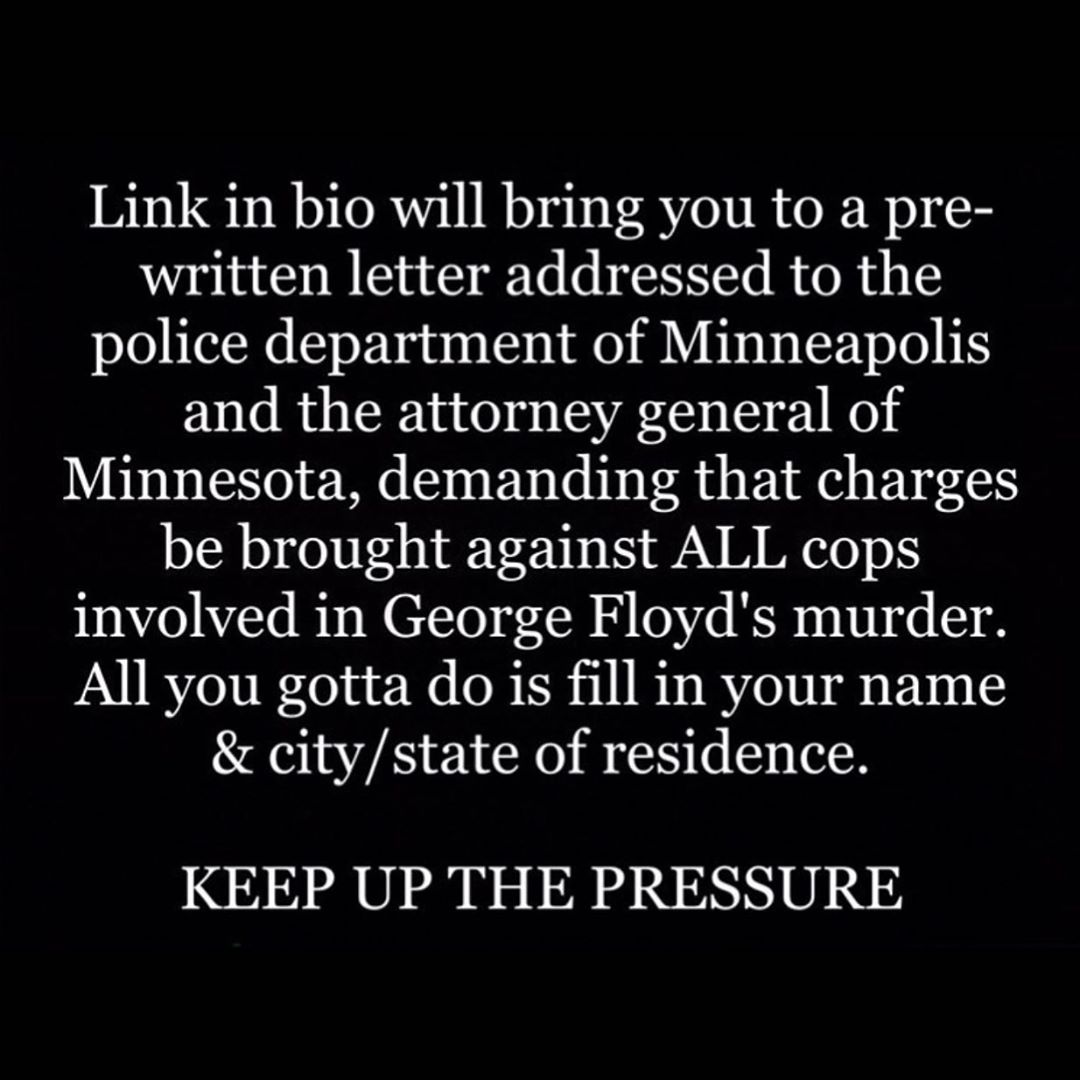 Link in bio will bring you to a pre-
written letter addressed to the
police department of Minneapolis
and the attorney general of
Minnesota, demanding that charges
be brought against ALL cops
involved in George Floyd's murder.
All you gotta do is fill in your name
& city/state of residence.
KEEP UP THE PRESSURE